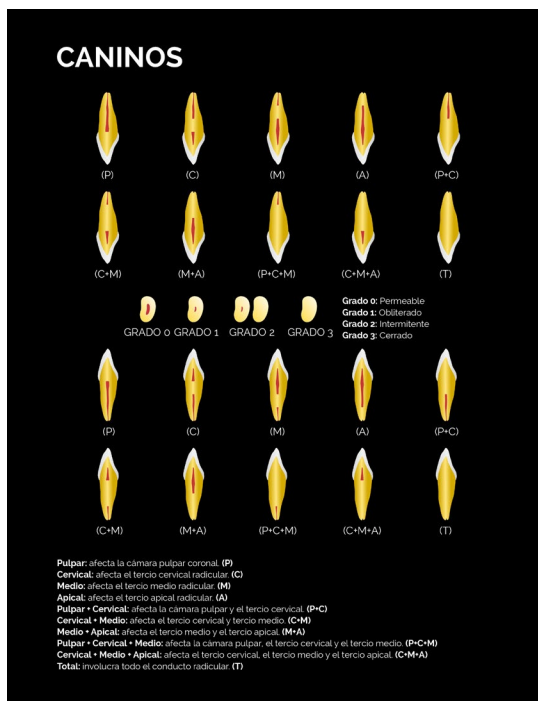 CANINOS
(P) (C) (M) (A) (P+C)
(C+M) (M+A) (P+C+M) (C+M+A) (T)
GRADO 0 GRADO 1 GRADO 2 GRADO 3
Grado 0: Permeable
Grado 1: Obliterado
Grado 2: Intermitente
Grado 3: Cerrado
(P) (C) (M) (A) (P+C)
(C+M) (M+A) (P+C+M) (C+M+A) (T)
Pulpar: afecta la cámara pulpar coronal. (P)
Cervical: afecta el tercio cervical radicular. (C)
Medio: afecta el tercio medio radicular. (M)
Apical: afecta el tercio apical radicular. (A)
Pulpar + Cervical: afecta la cámara pulpar y el tercio cervical. (P+C)
Cervical + Medio: afecta el tercio cervical y tercio medio. (C+M)
Medio + Apical: afecta el tercio medio y el tercio apical. (M+A)
Pulpar + Cervical + Medio: afecta la cámara pulpar, el tercio cervical y el tercio medio. (P+C+M)
Cervical + Medio + Apical: afecta el tercio cervical, el tercio medio y el tercio apical. (C+M+A)
Total: involucra todo el conducto radicular. (T)